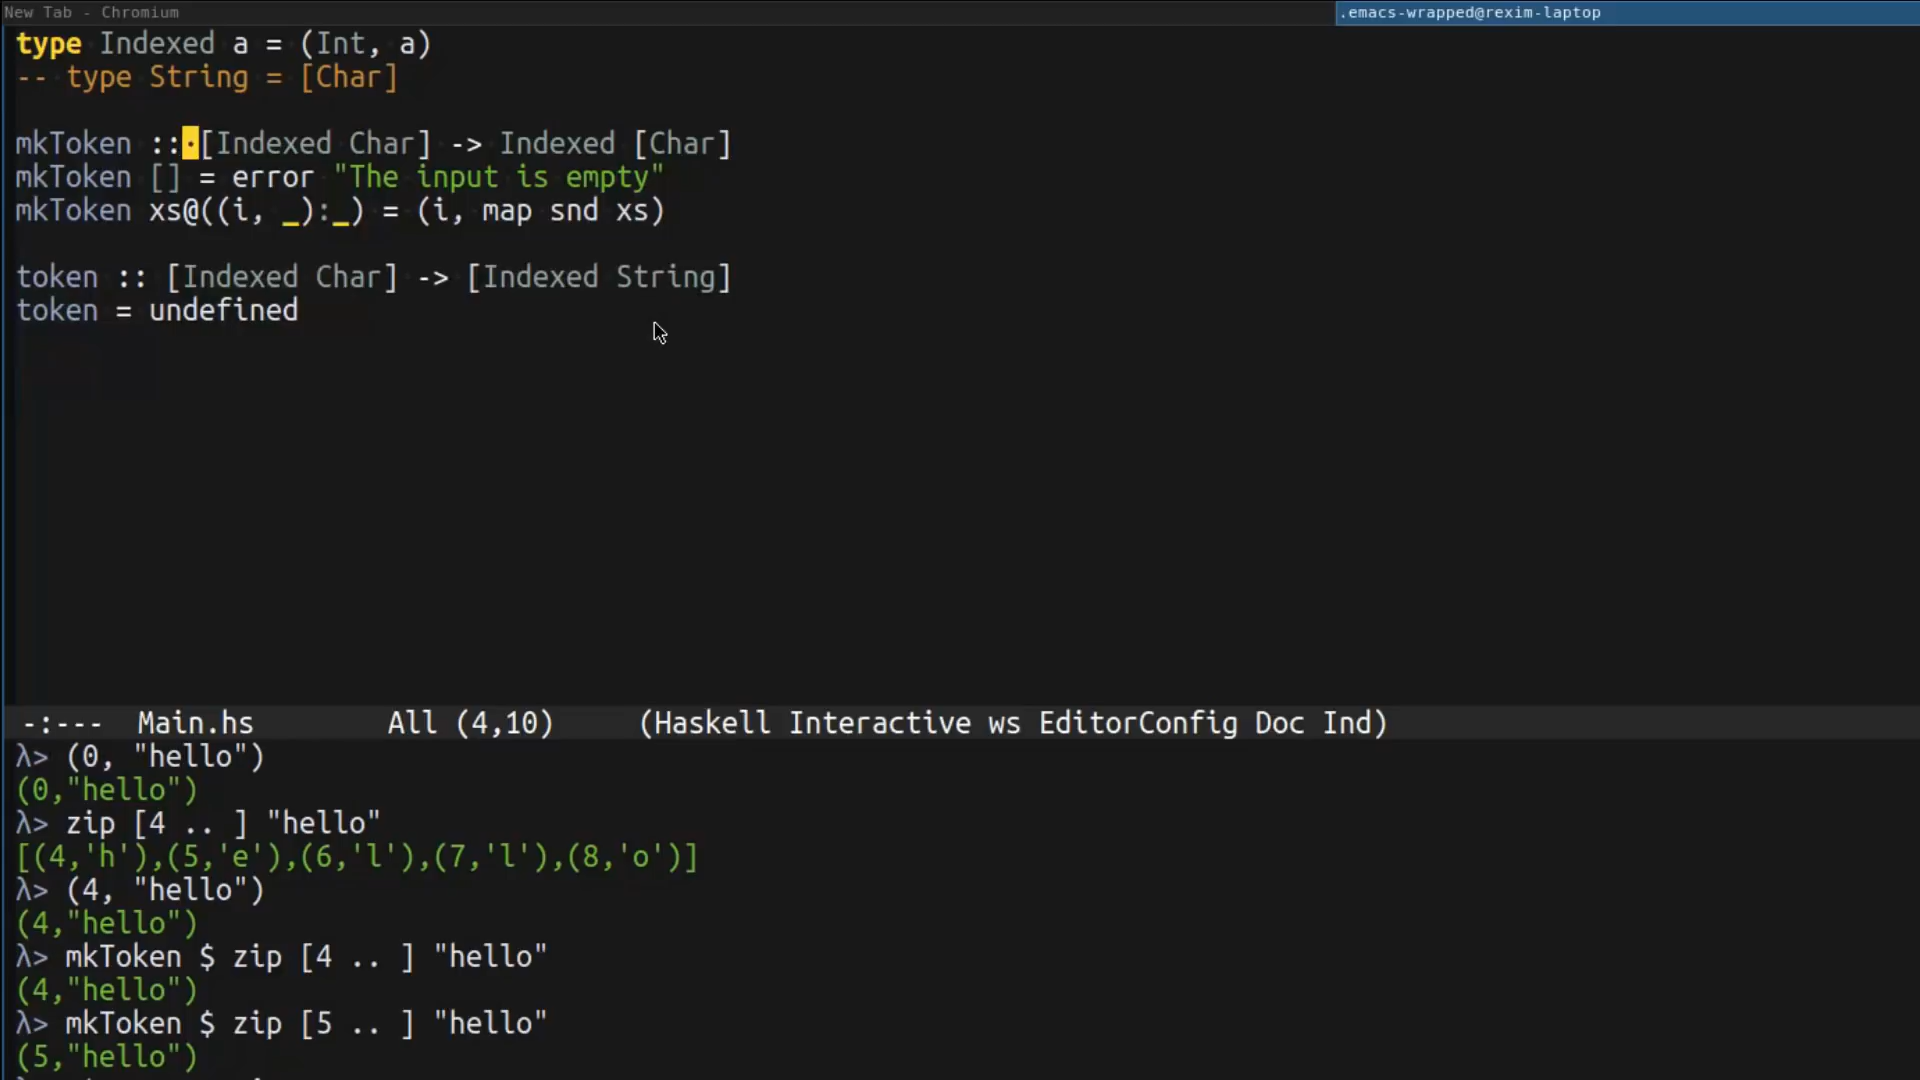 New Tab - Chromium
.emacs-wrapped@rexim-laptop
type Indexed a = (Int, a)
-- type String = [Char]
mkToken :: [Indexed Char] -> Indexed [Char]
mkToken [] = error "The input is empty"
mkToken xs@((i, _):_) = (i, map snd xs)
token :: [Indexed Char] -> [Indexed String]
token = undefined
-:--- Main.hs All (4,10) (Haskell Interactive ws EditorConfig Doc Ind)
λ> (0, "hello")
(0,"hello")
λ> zip [4 .. ] "hello"
[(4,'h'),(5,'e'),(6,'l'),(7,'l'),(8,'o')]
λ> (4, "hello")
(4,"hello")
λ> mkToken $ zip [4 .. ] "hello"
(4,"hello")
λ> mkToken $ zip [5 .. ] "hello"
(5,"hello")